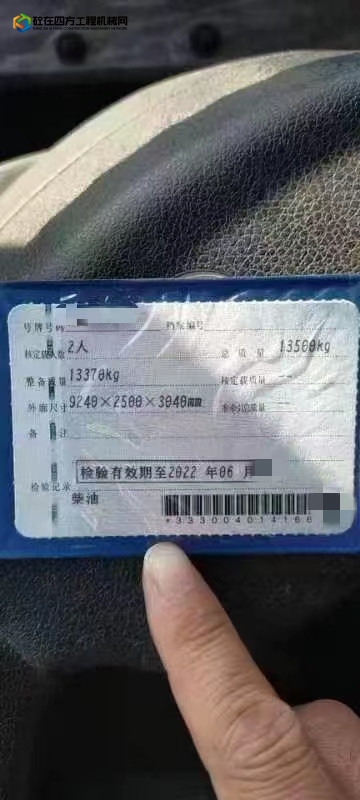 砼在四方工程机械网
号牌号码 档案编号
核定载人数 2人 总质量 13500kg
整备质量 13370kg 核定载质量 --
外廓尺寸 9240×2500×3040mm 准牵引总质量 --
备注
检验有效期至2022 年06 月
检验记录
柴油
*333004014166